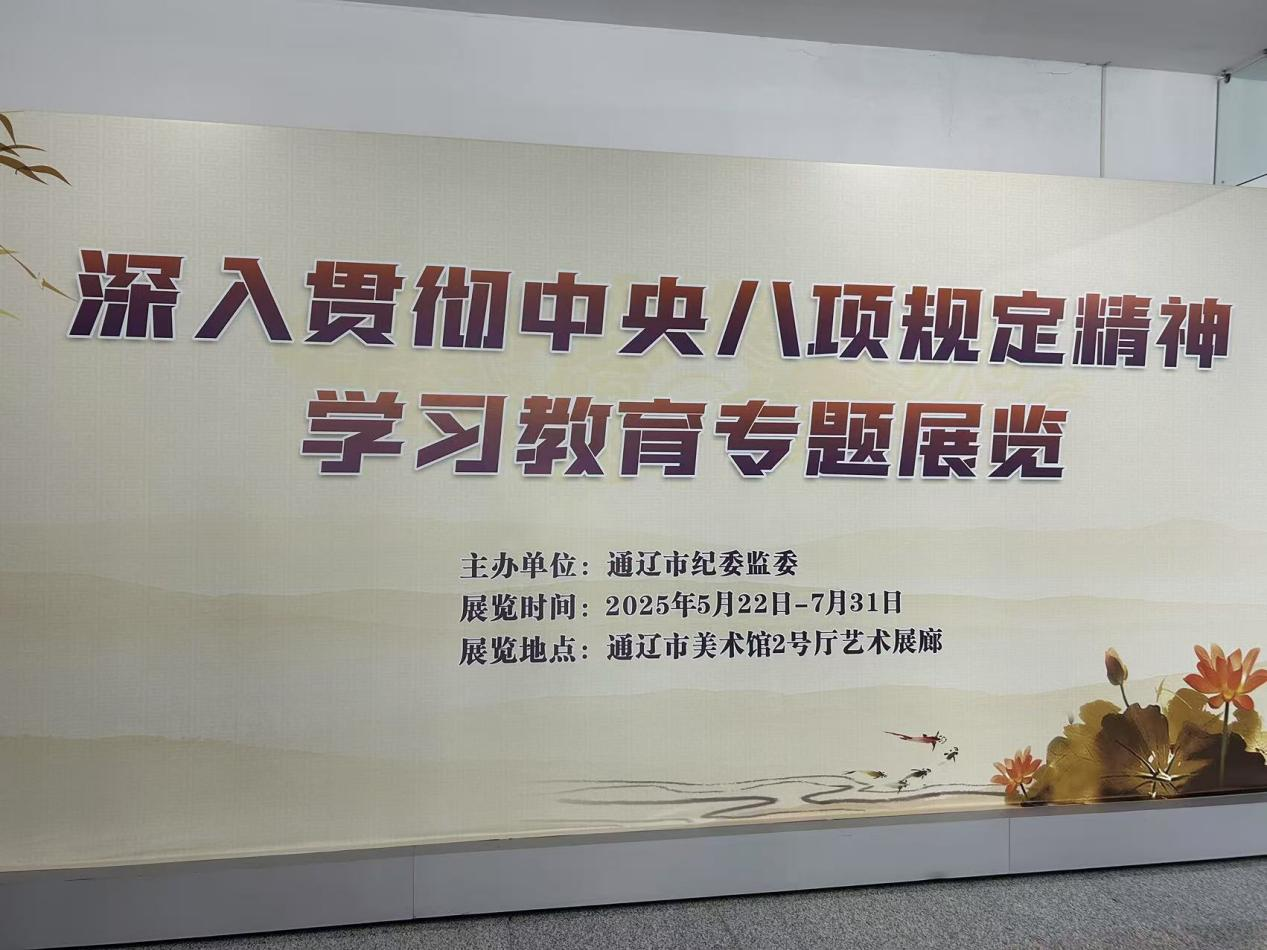 深入贯彻中央八项规定精神
学习教育专题展览
主办单位：通辽市纪委监委
展览时间：2025年5月22日-7月31日
展览地点：通辽市美术馆2号厅艺术展廊